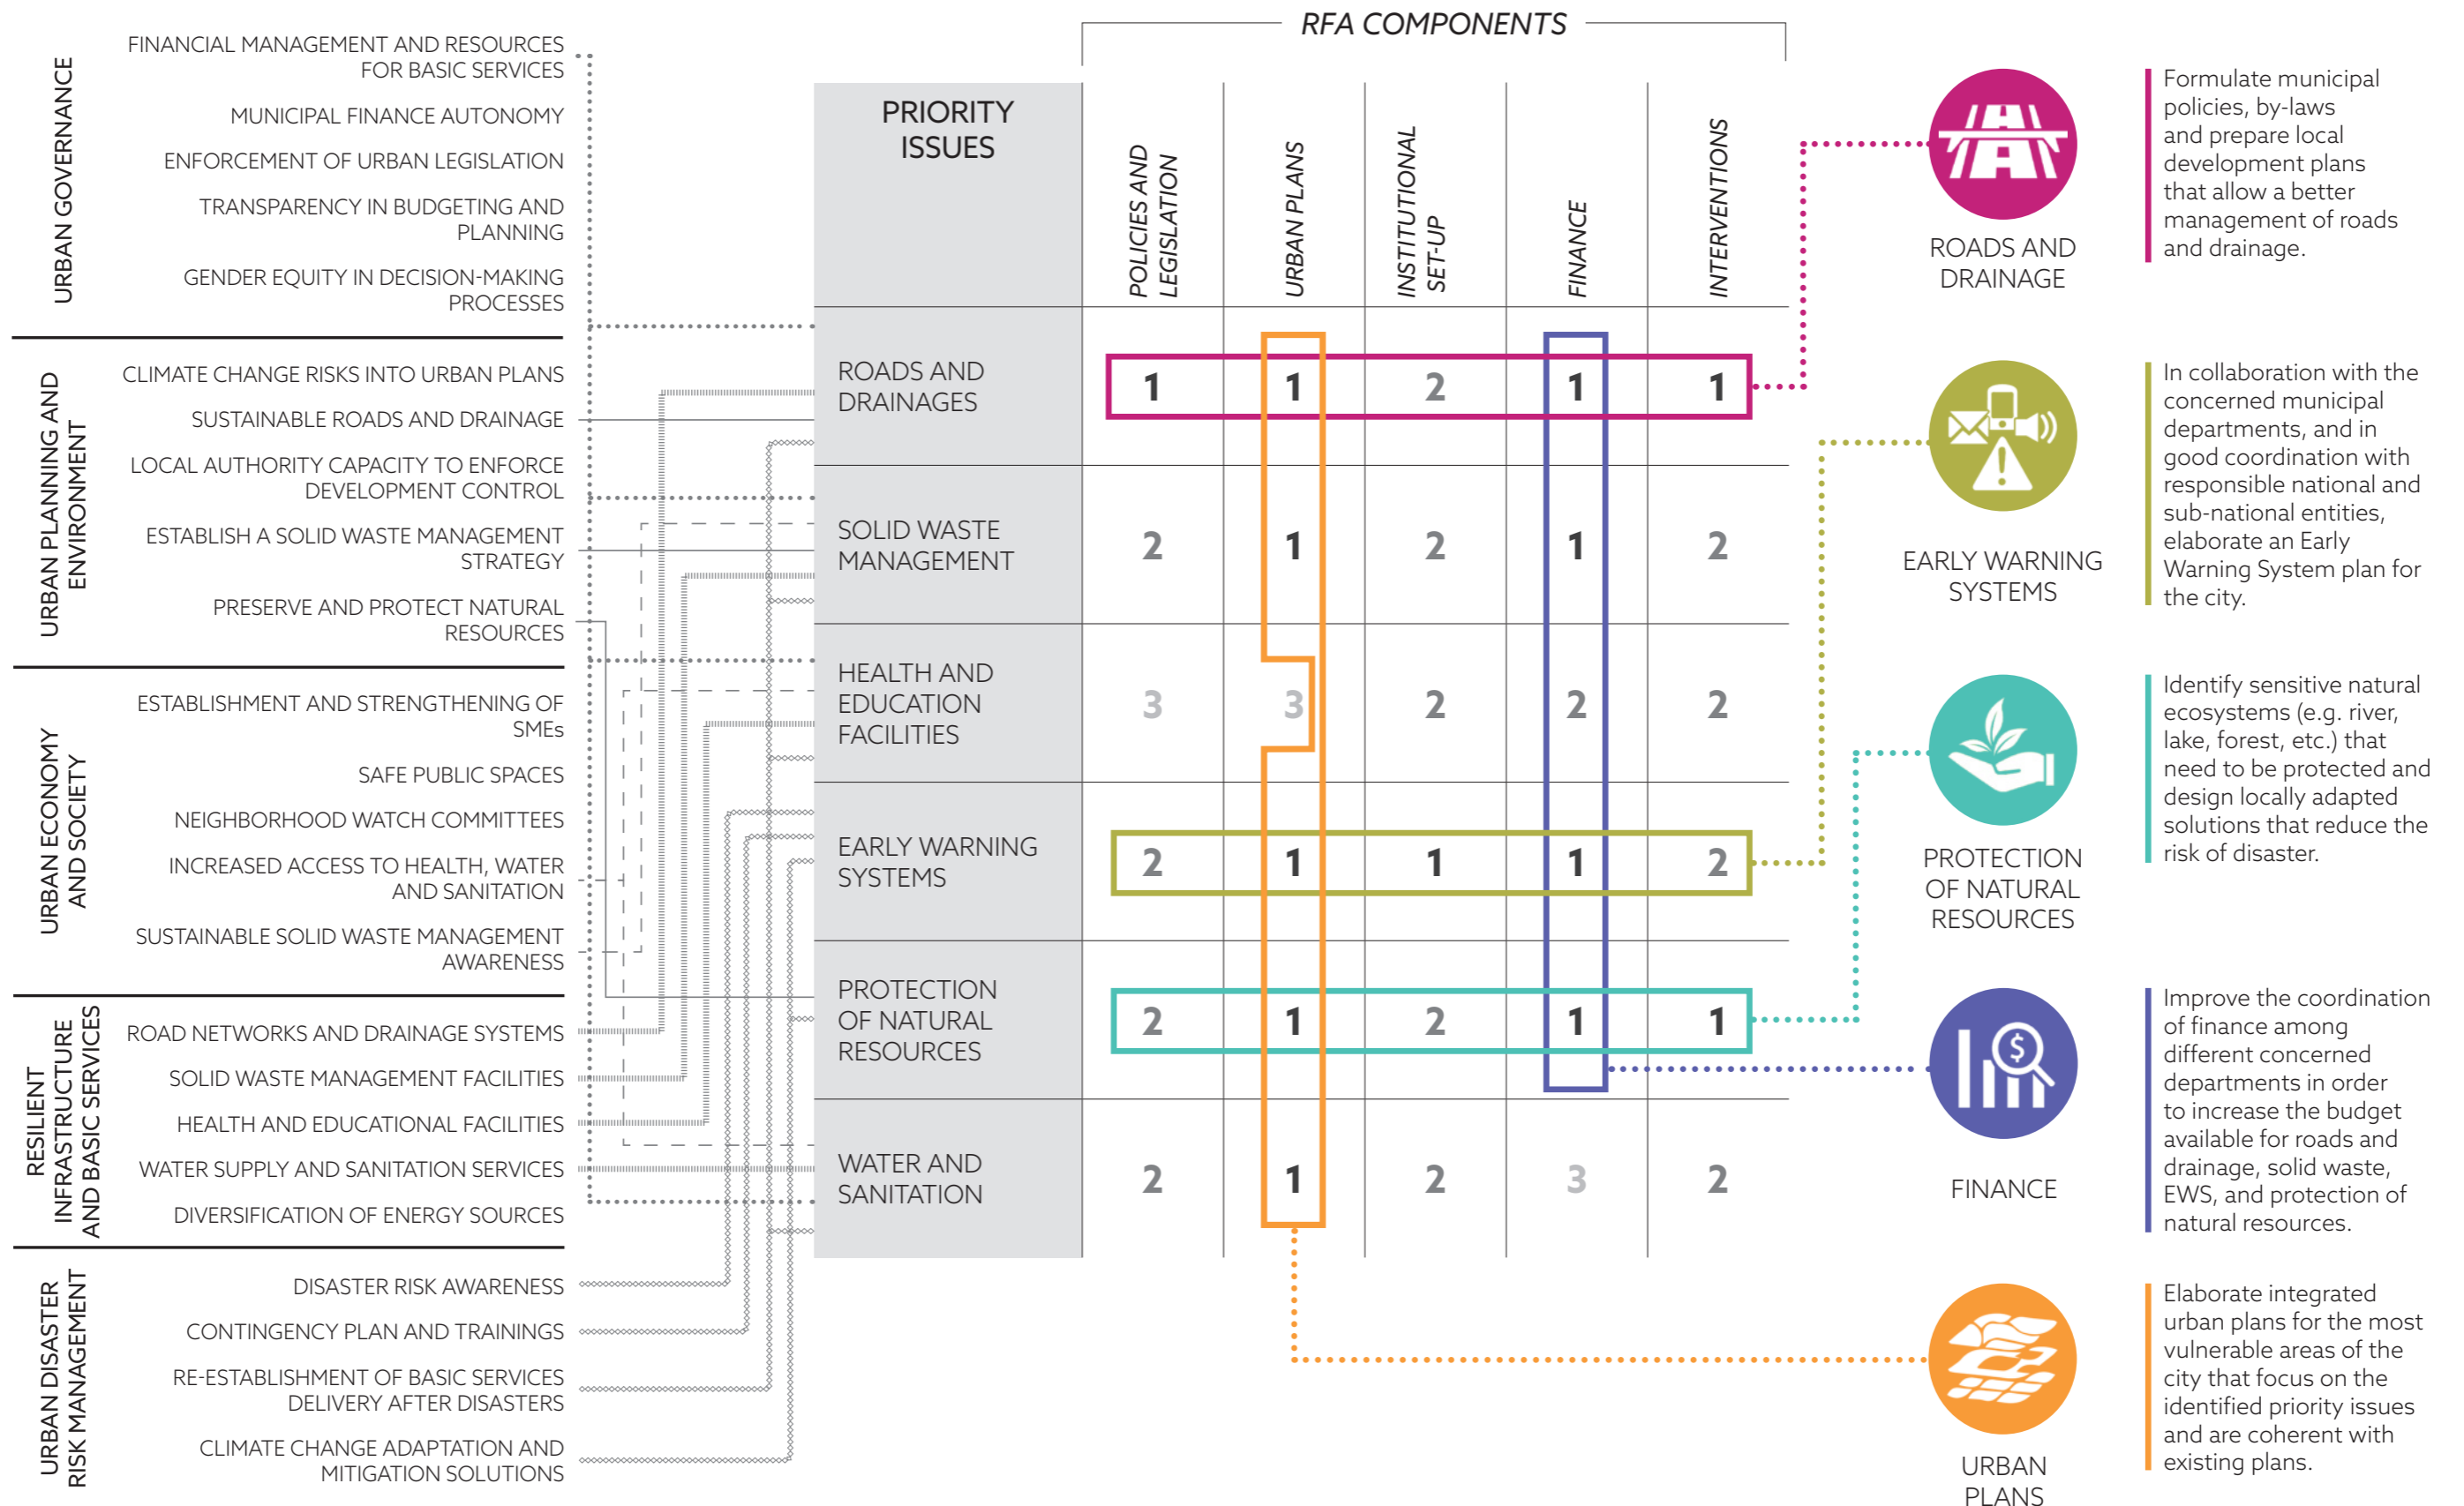 URBAN GOVERNANCE
FINANCIAL MANAGEMENT AND RESOURCES
FOR BASIC SERVICES
MUNICIPAL FINANCE AUTONOMY
ENFORCEMENT OF URBAN LEGISLATION
TRANSPARENCY IN BUDGETING AND
PLANNING
GENDER EQUITY IN DECISION-MAKING
PROCESSES
URBAN PLANNING AND
ENVIRONMENT
CLIMATE CHANGE RISKS INTO URBAN PLANS
SUSTAINABLE ROADS AND DRAINAGE
LOCAL AUTHORITY CAPACITY TO ENFORCE
DEVELOPMENT CONTROL
ESTABLISH A SOLID WASTE MANAGEMENT
STRATEGY
PRESERVE AND PROTECT NATURAL
RESOURCES
URBAN ECONOMY
AND SOCIETY
ESTABLISHMENT AND STRENGTHENING OF
SMEs
SAFE PUBLIC SPACES
NEIGHBORHOOD WATCH COMMITTEES
INCREASED ACCESS TO HEALTH, WATER
AND SANITATION
SUSTAINABLE SOLID WASTE MANAGEMENT
AWARENESS
RESILIENT
INFRASTRUCTURE
AND BASIC SERVICES
ROAD NETWORKS AND DRAINAGE SYSTEMS
SOLID WASTE MANAGEMENT FACILITIES
HEALTH AND EDUCATIONAL FACILITIES
WATER SUPPLY AND SANITATION SERVICES
DIVERSIFICATION OF ENERGY SOURCES
URBAN DISASTER
RISK MANAGEMENT
DISASTER RISK AWARENESS
CONTINGENCY PLAN AND TRAININGS
RE-ESTABLISHMENT OF BASIC SERVICES
DELIVERY AFTER DISASTERS
CLIMATE CHANGE ADAPTATION AND
MITIGATION SOLUTIONS
RFA COMPONENTS
PRIORITY
ISSUES
POLICIES AND
LEGISLATION
URBAN PLANS
INSTITUTIONAL
SET-UP
FINANCE
INTERVENTIONS
ROADS AND
DRAINAGES
1 1 2 1 1
SOLID WASTE
MANAGEMENT
2 1 2 1 2
HEALTH AND
EDUCATION
FACILITIES
3 3 2 2 2
EARLY WARNING
SYSTEMS
2 1 1 1 2
PROTECTION
OF NATURAL
RESOURCES
2 1 2 1 1
WATER AND
SANITATION
2 1 2 3 2
ROADS AND
DRAINAGE
Formulate municipal
policies, by-laws
and prepare local
development plans
that allow a better
management of roads
and drainage.
EARLY WARNING
SYSTEMS
In collaboration with the
concerned municipal
departments, and in
good coordination with
responsible national and
sub-national entities,
elaborate an Early
Warning System plan for
the city.
PROTECTION
OF NATURAL
RESOURCES
Identify sensitive natural
ecosystems (e.g. river,
lake, forest, etc.) that
need to be protected and
design locally adapted
solutions that reduce the
risk of disaster.
$
FINANCE
Improve the coordination
of finance among
different concerned
departments in order
to increase the budget
available for roads and
drainage, solid waste,
EWS, and protection of
natural resources.
URBAN
PLANS
Elaborate integrated
urban plans for the most
vulnerable areas of the
city that focus on the
identified priority issues
and are coherent with
existing plans.